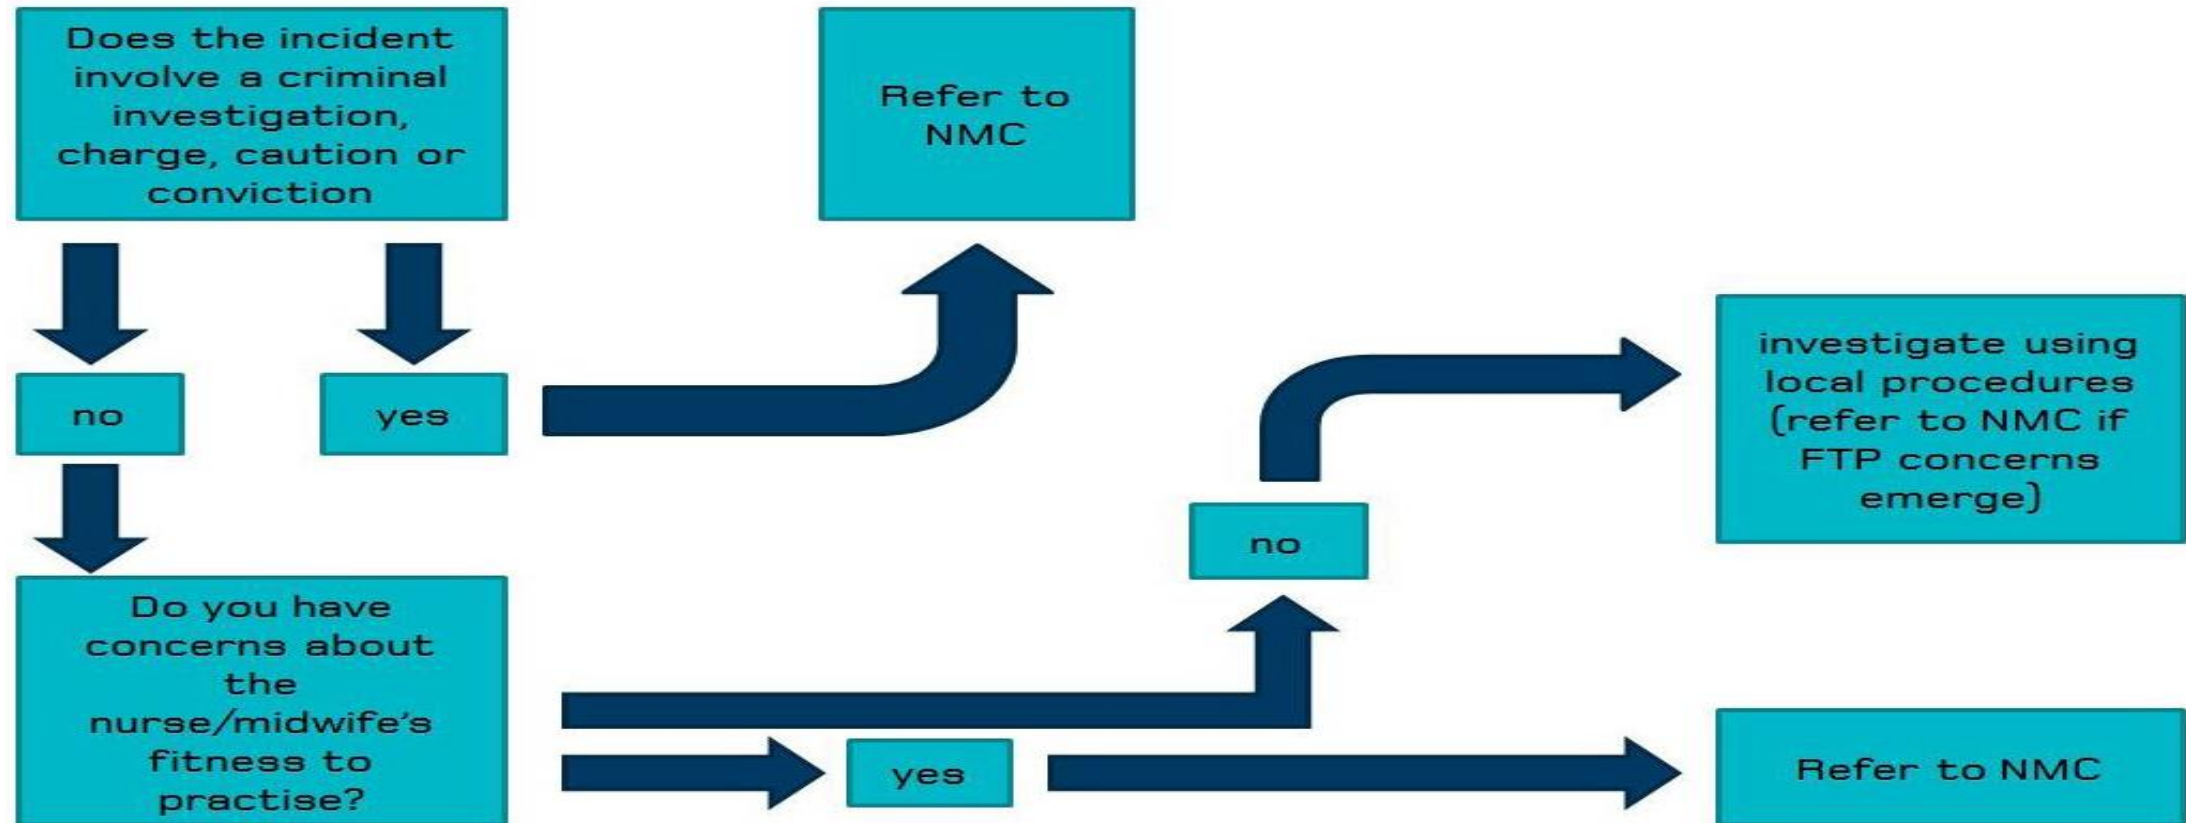 Does the incident
involve a criminal
investigation,
charge, caution or
conviction
Refer to
NMC
no
yes
investigate using
local procedures
(refer to NMC if
FTP concerns
emerge)
no
Do you have
concerns about
the
nurse/midwife's
fitness to
practise?
yes
Refer to NMC